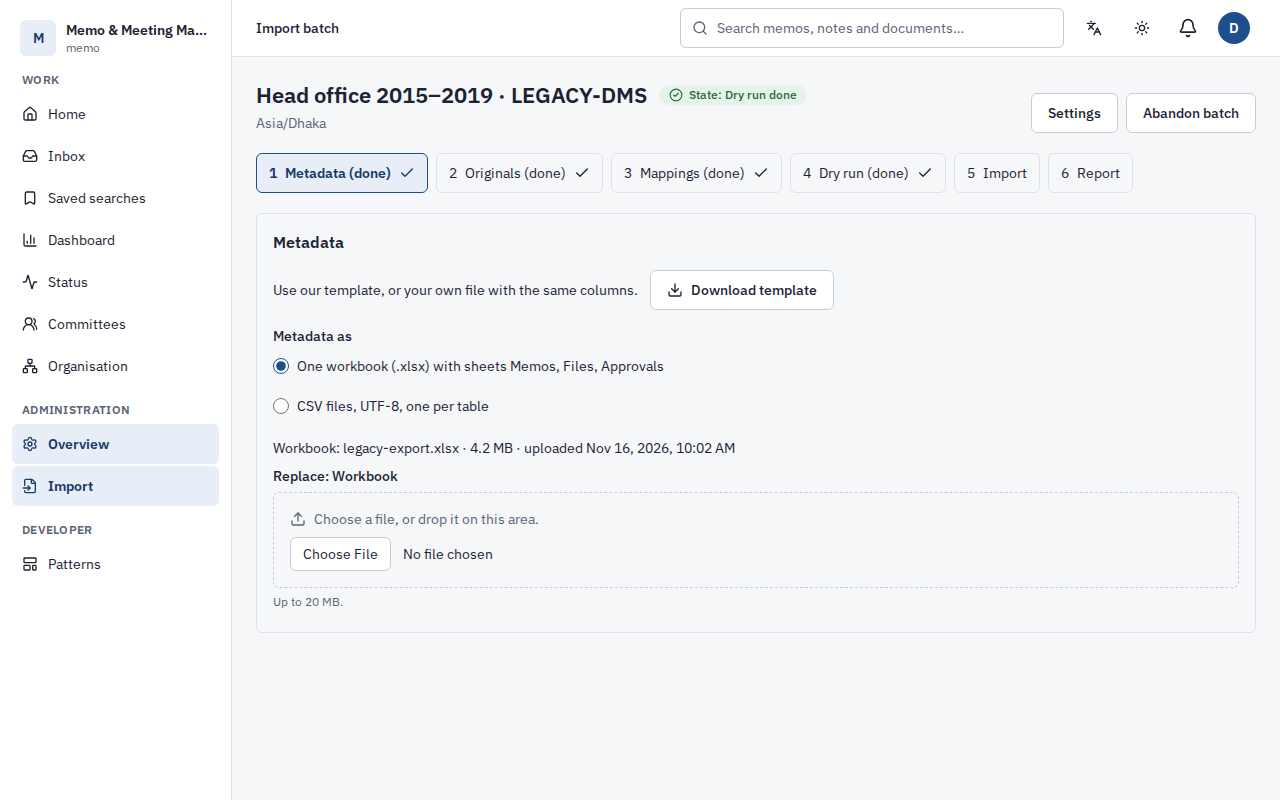 M
Memo & Meeting Ma...
memo
WORK
Home
Inbox
Saved searches
Dashboard
Status
Committees
Organisation
ADMINISTRATION
Overview
Import
DEVELOPER
Patterns
Import batch
Search memos, notes and documents...
D
Head office 2015–2019 · LEGACY-DMS
State: Dry run done
Asia/Dhaka
Settings
Abandon batch
1 Metadata (done)
2 Originals (done)
3 Mappings (done)
4 Dry run (done)
5 Import
6 Report
Metadata
Use our template, or your own file with the same columns.
Download template
Metadata as
One workbook (.xlsx) with sheets Memos, Files, Approvals
CSV files, UTF-8, one per table
Workbook: legacy-export.xlsx · 4.2 MB · uploaded Nov 16, 2026, 10:02 AM
Replace: Workbook
Choose a file, or drop it on this area.
Choose File
No file chosen
Up to 20 MB.